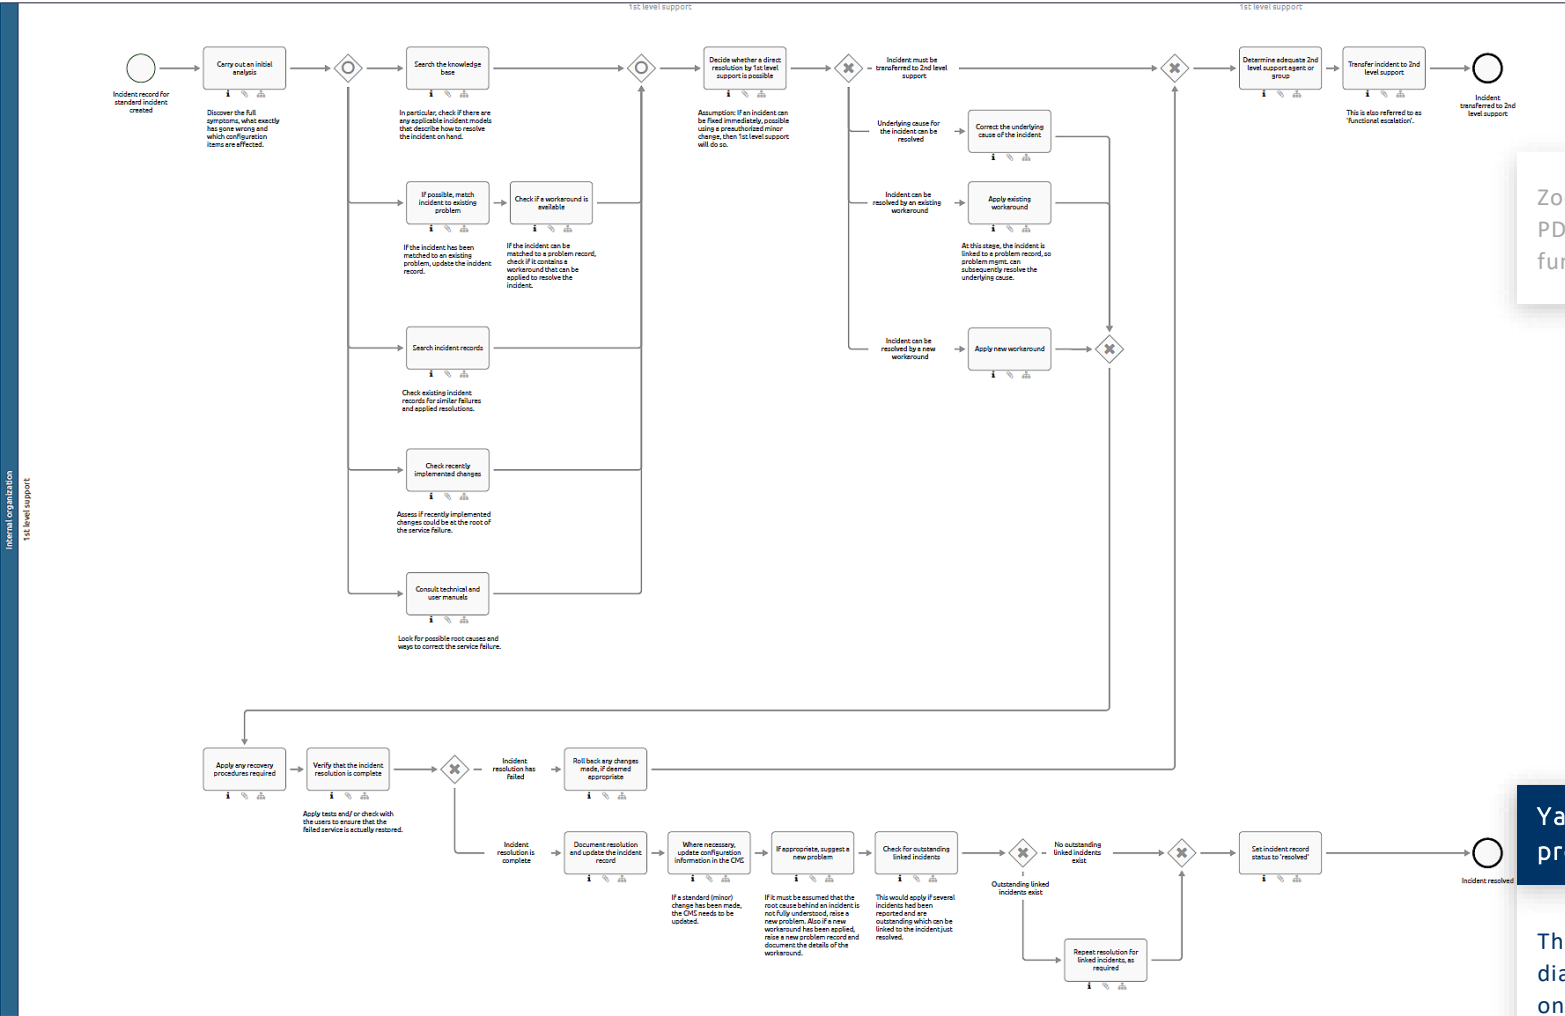 1st level support
1st level support
Internal organization
1st level support
Incident record for
standard incident
created
Carry out an initial
analysis
Discover the full
symptoms, what exactly
has gone wrong and
which configuration
items are affected.
Search the knowledge
base
In particular, check if there are
any applicable incident models
that describe how to resolve
the incident on hand.
If possible, match
incident to existing
problem
If the incident has been
matched to an existing
problem, update the incident
record.
Check if a workaround is
available
If the incident can be
matched to a problem record,
check if it contains a
workaround that can be
applied to resolve the
incident.
Search incident records
Check existing incident
records for similar failures
and applied resolutions.
Check recently
implemented changes
Assess if recently implemented
changes could be at the root of
the service failure.
Consult technical and
user manuals
Look for possible root causes and
ways to correct the service failure.
Decide whether a direct
resolution by 1st level
support is possible
Assumption: If an incident can
be fixed immediately, possible
using a preauthorized minor
change, then 1st level support
will do so.
Incident must be
transferred to 2nd level
support
Underlying cause for
the incident can be
resolved
Correct the underlying
cause of the incident
Incident can be
resolved by an existing
workaround
Apply existing
workaround
At this stage, the incident is
linked to a problem record, so
problem mgmt. can
subsequently resolve the
underlying cause.
Incident can be
resolved by a new
workaround
Apply new workaround
Determine adequate 2nd
level support agent or
group
Transfer incident to 2nd
level support
This is also referred to as
'functional escalation'.
Incident
transferred to 2nd
level support
Zo
PD
fu
Apply any recovery
procedures required
Verify that the incident
resolution is complete
Apply tests and/ or check with
the users to ensure that the
failed service is actually restored.
Incident
resolution has
failed
Roll back any changes
made, if deemed
appropriate
Incident
resolution is
complete
Document resolution
and update the incident
record
Where necessary,
update configuration
information in the CMS
If a standard (minor)
change has been made,
the CMS needs to be
updated.
If appropriate, suggest a
new problem
If it must be assumed that the
root cause behind an incident is
not fully understood, raise a
new problem. Also if a new
workaround has been applied,
raise a new problem record and
document the details of the
workaround.
Check for outstanding
linked incidents
This would apply if several
incidents had been
reported and are
outstanding which can be
linked to the incident just
resolved.
No outstanding
linked incidents
exist
Outstanding linked
incidents exist
Repeat resolution for
linked incidents, as
required
Set incident record
status to 'resolved'
Incident resolved
Ya
pr
Th
dia
on